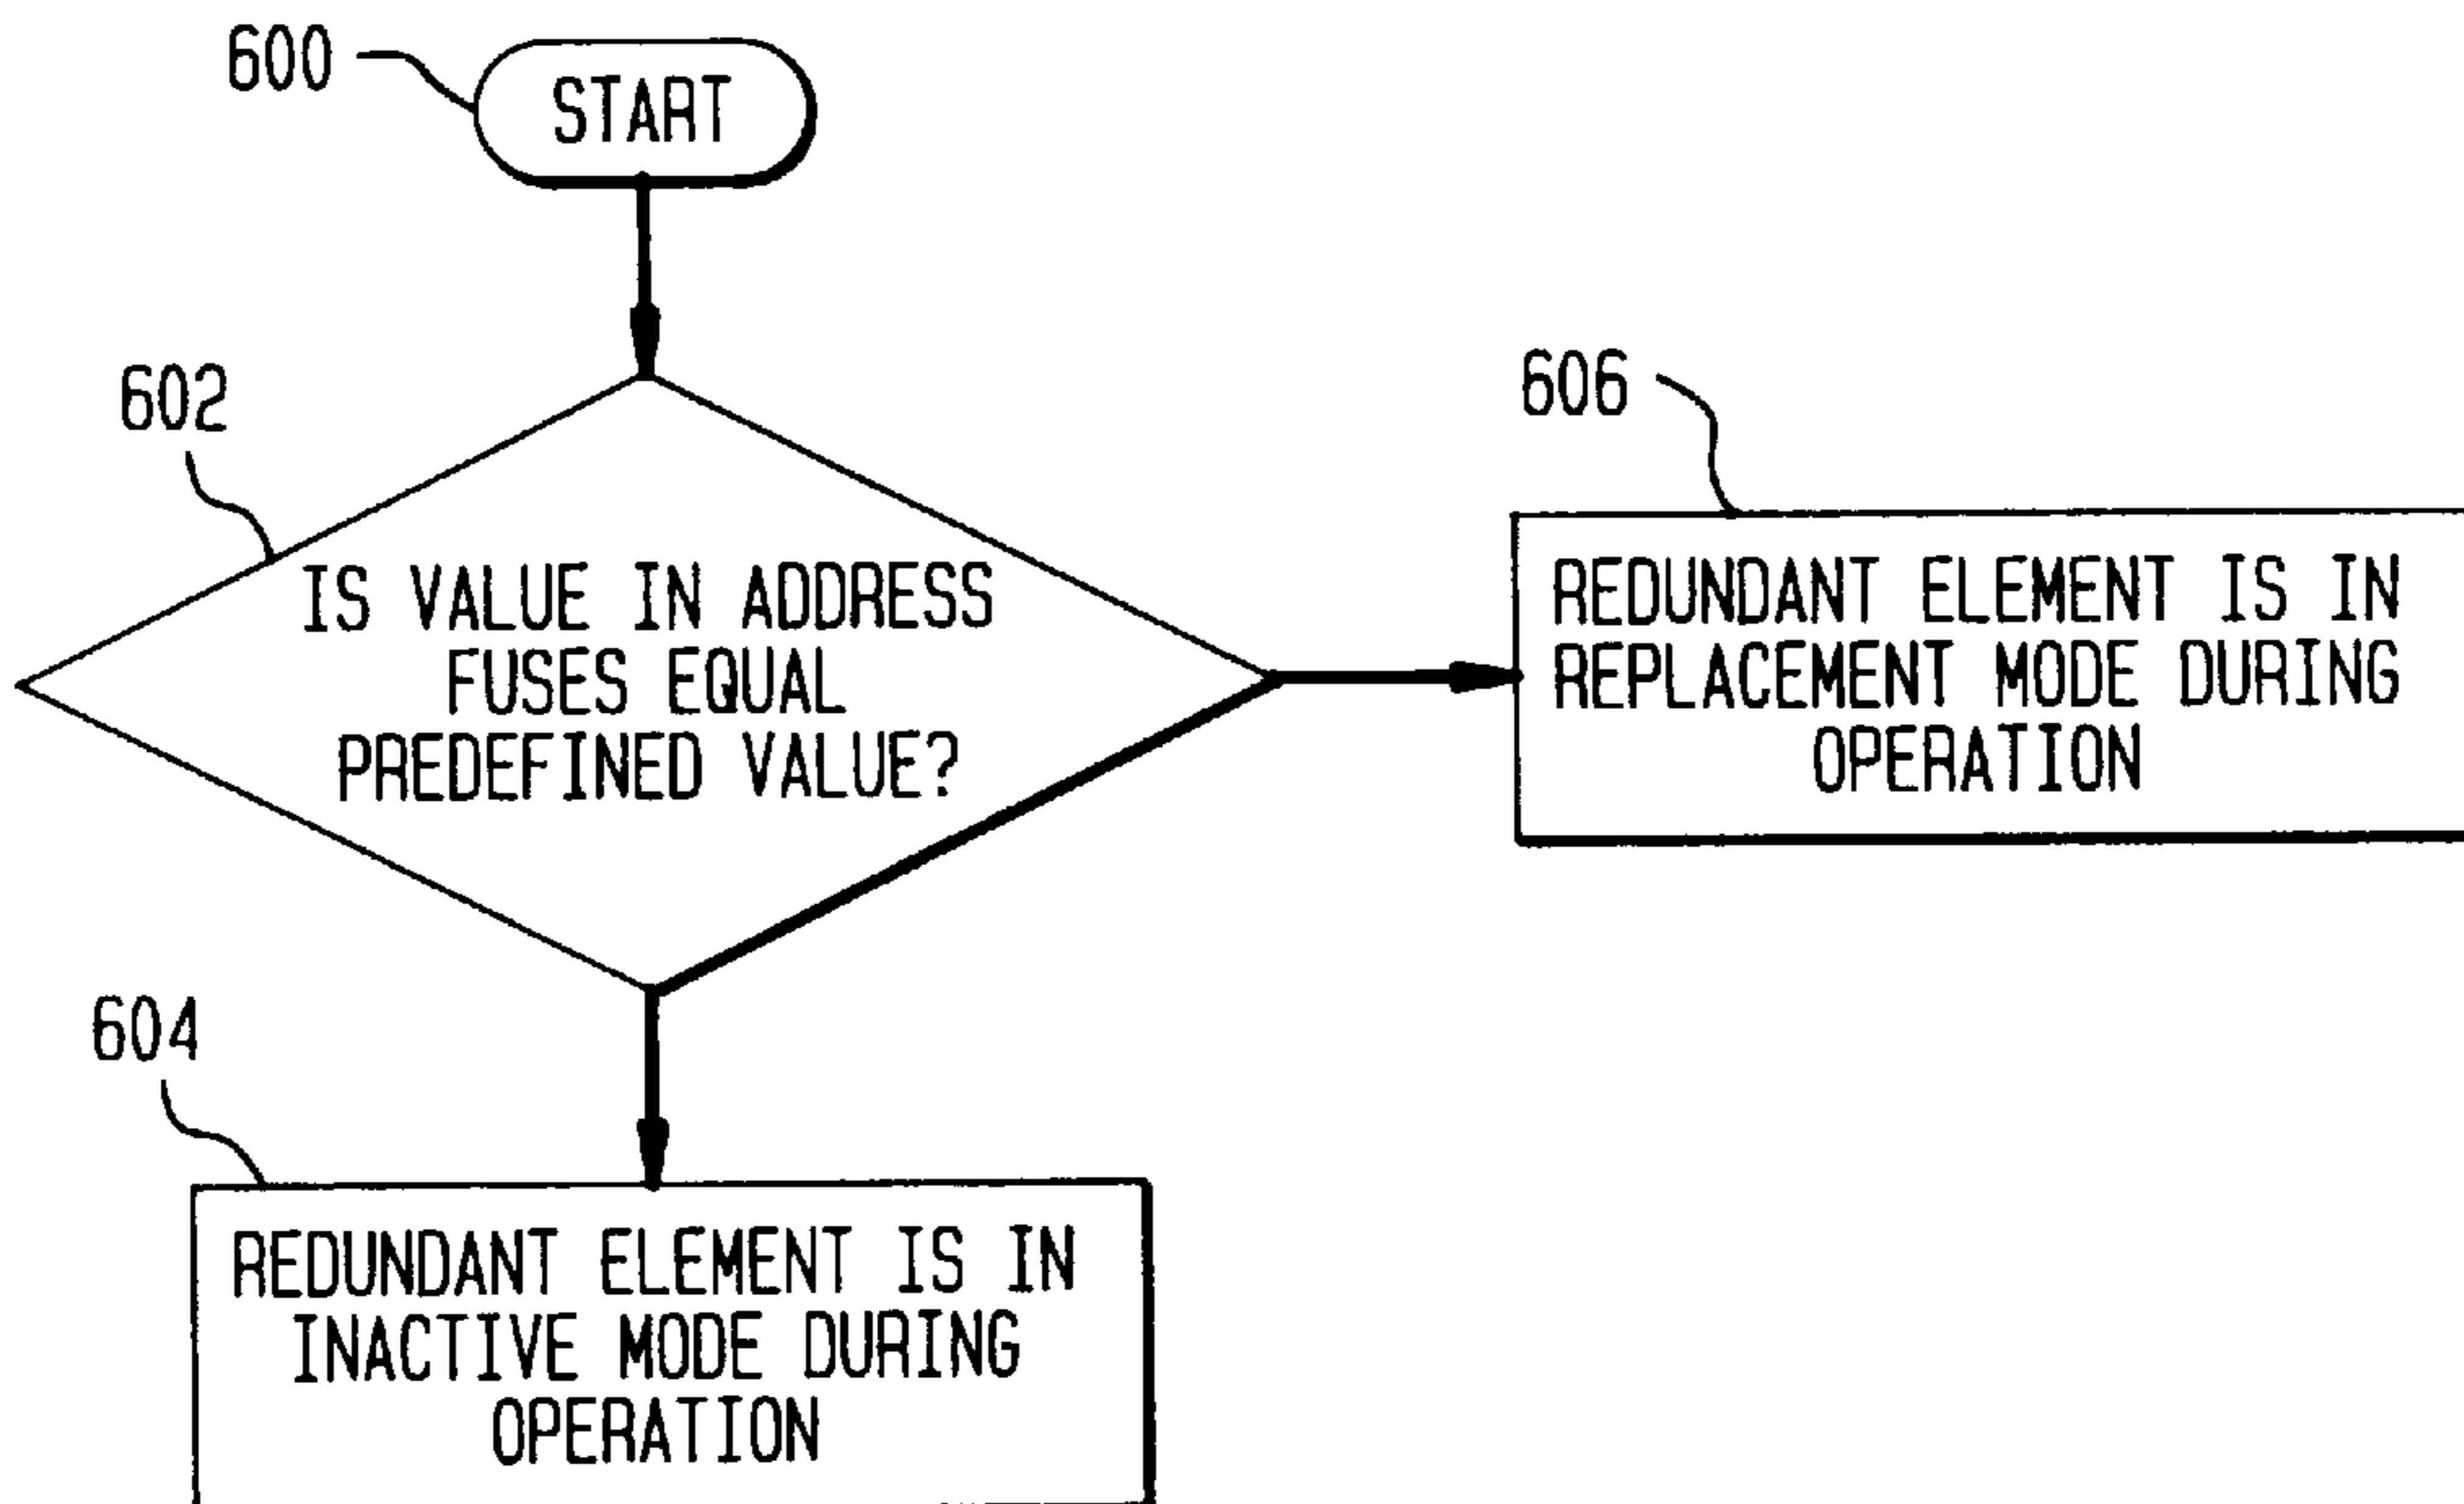 600
START
602
IS VALUE IN ADDRESS
FUSES EQUAL
PREDEFINED VALUE?
606
REDUNDANT ELEMENT IS IN
REPLACEMENT MODE DURING
OPERATION
604
REDUNDANT ELEMENT IS IN
INACTIVE MODE DURING
OPERATION